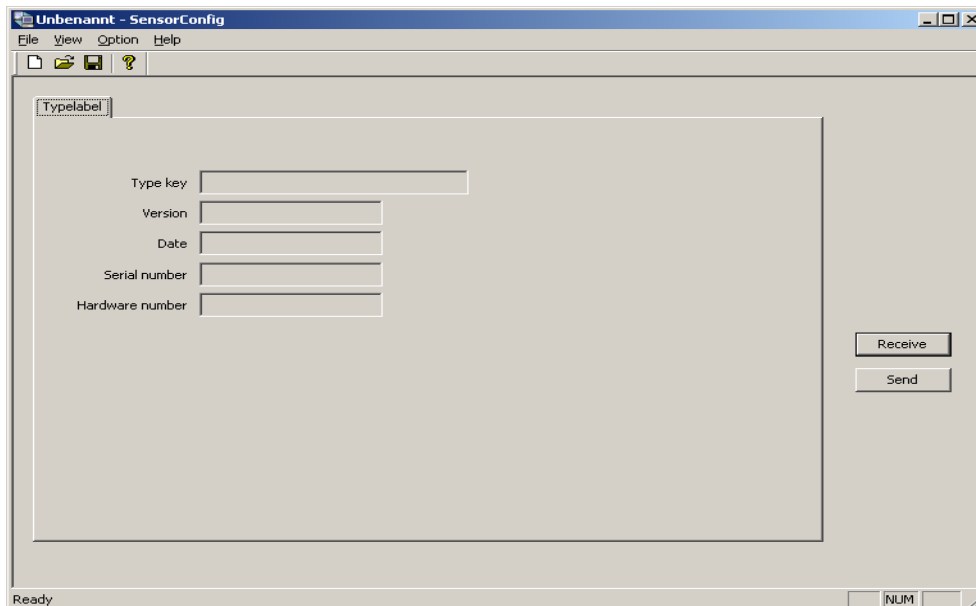 Unbenannt - SensorConfig
File View Option Help
Typelabel
Type key
Version
Date
Serial number
Hardware number
Receive
Send
Ready NUM